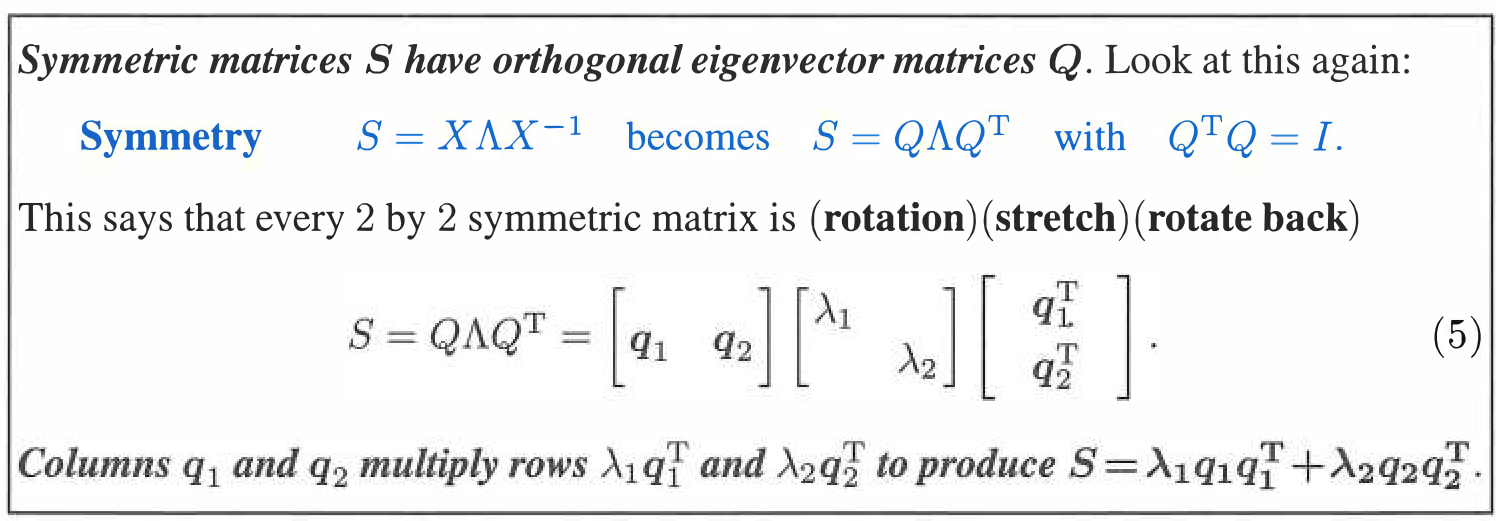 Symmetric matrices S have orthogonal eigenvector matrices Q. Look at this again:
Symmetry S = XΛX⁻¹ becomes S = QΛQᵀ with QᵀQ = I.
This says that every 2 by 2 symmetric matrix is (rotation)(stretch)(rotate back)
S = QΛQᵀ = [q₁ q₂] [λ₁ λ₂] [q₁ᵀ q₂ᵀ] . (5)
Columns q₁ and q₂ multiply rows λ₁q₁ᵀ and λ₂q₂ᵀ to produce S = λ₁q₁q₁ᵀ + λ₂q₂q₂ᵀ.